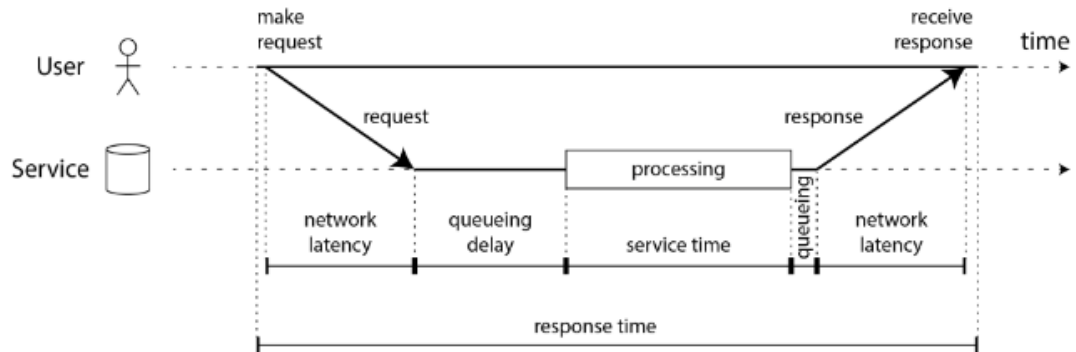 make
request
receive
response
time
User
request
response
Service
processing
network
latency
queueing
delay
service time
queueing
network
latency
response time